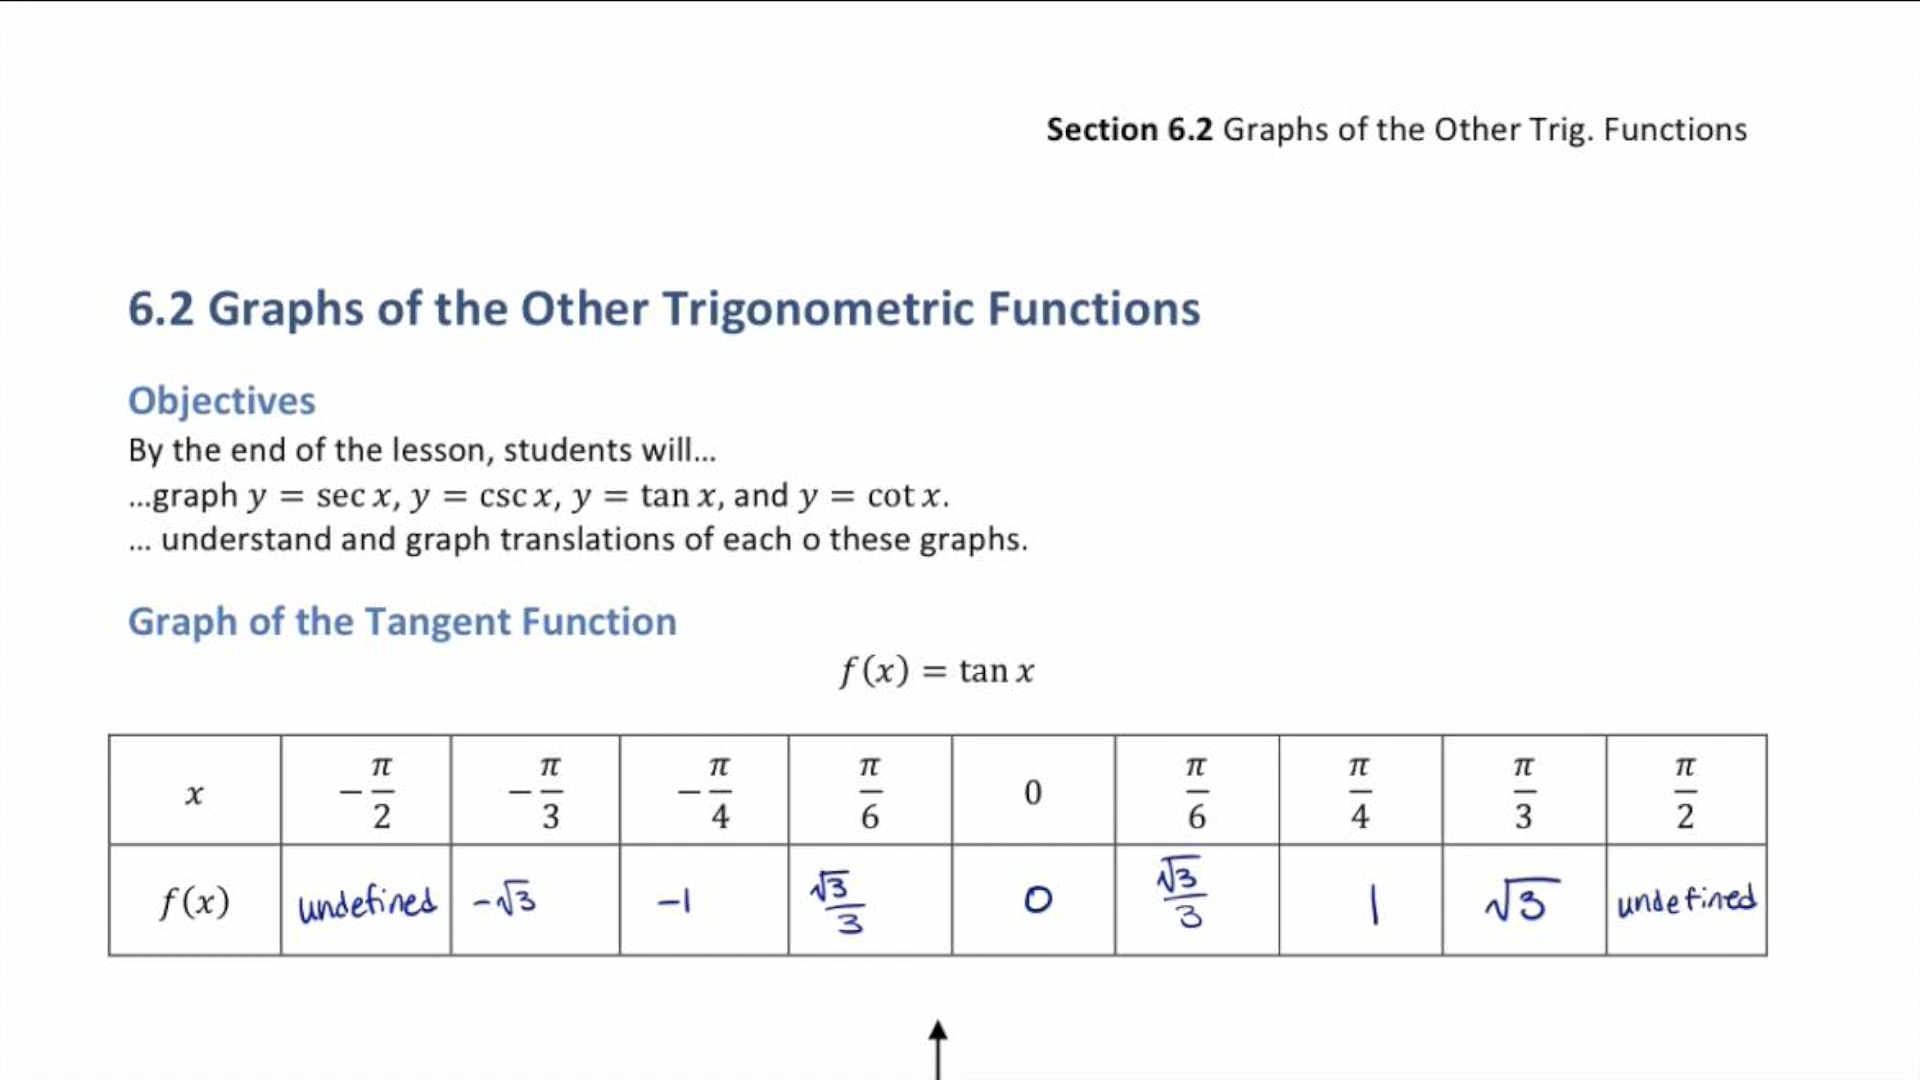 Section 6.2 Graphs of the Other Trig. Functions
6.2 Graphs of the Other Trigonometric Functions
Objectives
By the end of the lesson, students will...
...graph y = sec x, y = csc x, y = tan x, and y = cot x.
... understand and graph translations of each o these graphs.
Graph of the Tangent Function
f(x) = tan x
x -π/2 -π/3 -π/4 π/6 0 π/6 π/4 π/3 π/2
f(x) undefined -√3 -1 √3/3 0 √3/3 1 √3 undefined